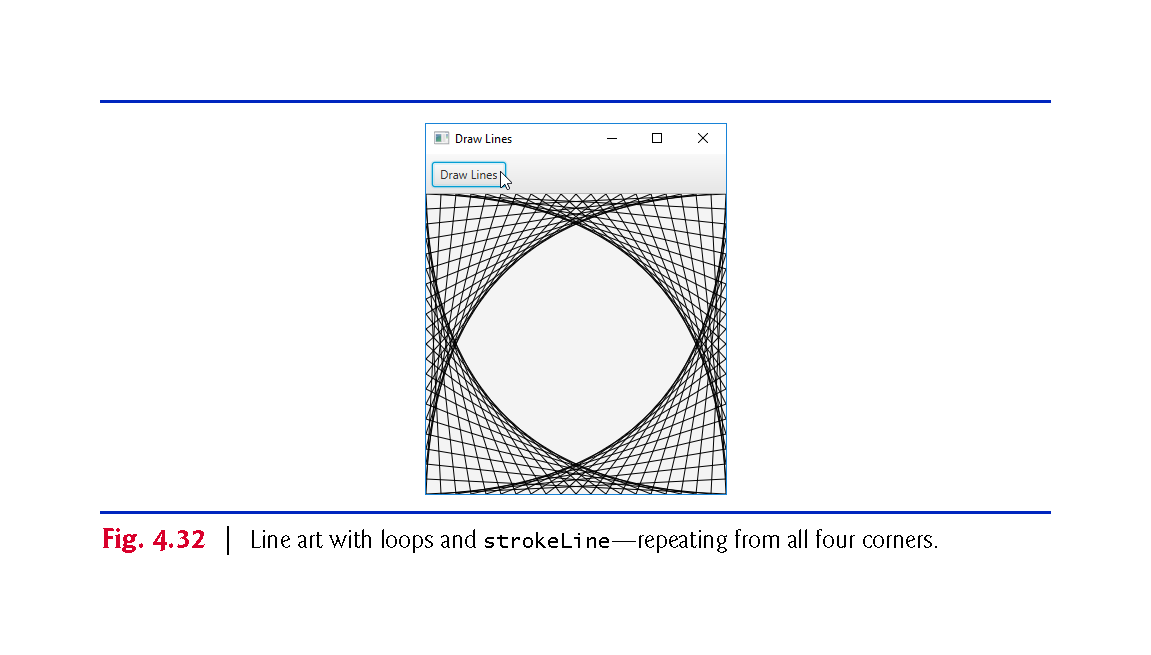 Draw Lines
Draw Lines
Fig. 4.32 | Line art with loops and strokeLine—repeating from all four corners.